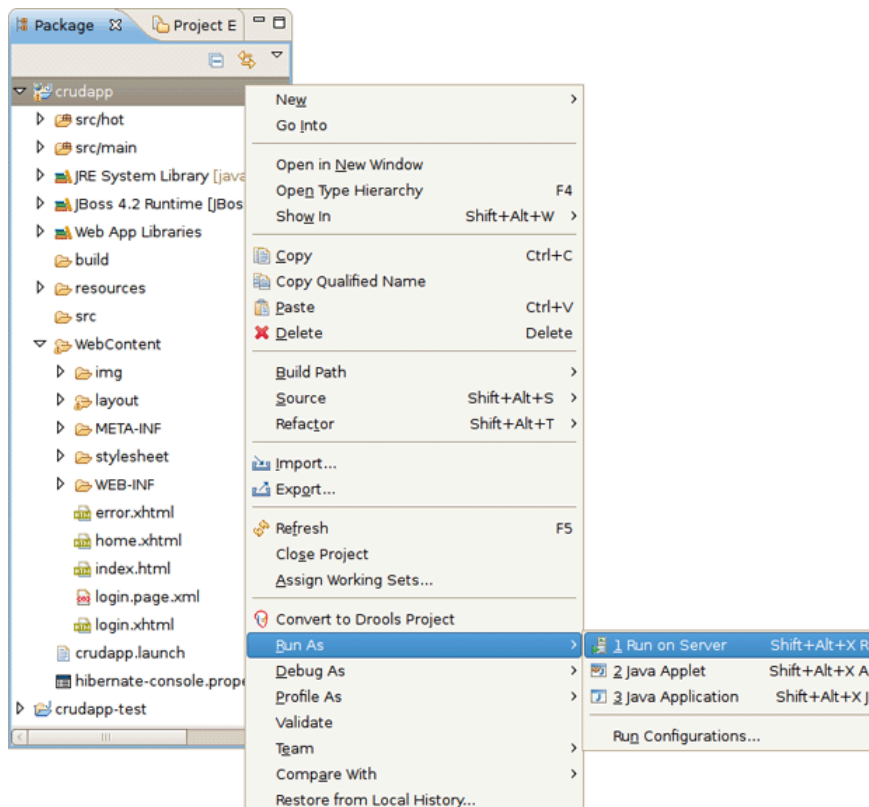 Package Project E
crudapp
src/hot
src/main
JRE System Library [java
JBoss 4.2 Runtime [JBos
Web App Libraries
build
resources
src
WebContent
img
layout
META-INF
stylesheet
WEB-INF
error.xhtml
home.xhtml
index.html
login.page.xml
login.xhtml
crudapp.launch
hibernate-console.prope
crudapp-test
New
Go Into
Open in New Window
Open Type Hierarchy F4
Show In Shift+Alt+W
Copy Ctrl+C
Copy Qualified Name
Paste Ctrl+V
Delete Delete
Build Path
Source Shift+Alt+S
Refactor Shift+Alt+T
Import...
Export...
Refresh F5
Close Project
Assign Working Sets...
Convert to Drools Project
Run As
Debug As
Profile As
Validate
Team
Compare With
Restore from Local History...
1 Run on Server Shift+Alt+X R
2 Java Applet Shift+Alt+X A
3 Java Application Shift+Alt+X J
Run Configurations...